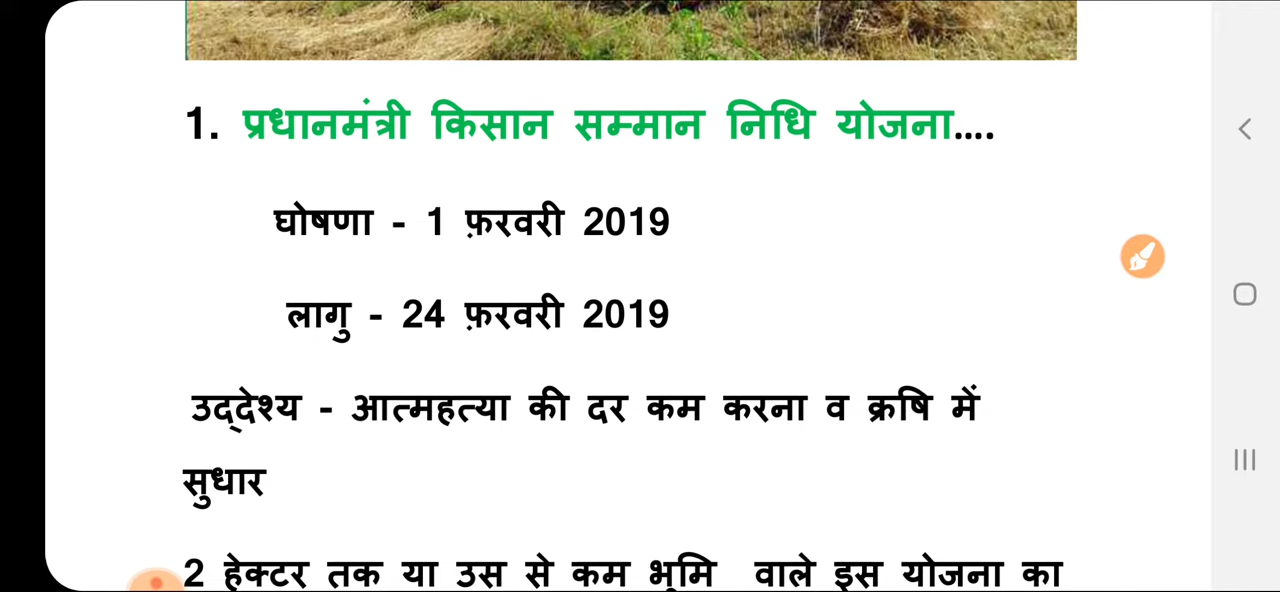 1. प्रधानमंत्री किसान सम्मान निधि योजना....
घोषणा - 1 फ़रवरी 2019
लागु - 24 फ़रवरी 2019
उद्देश्य - आत्महत्या की दर कम करना व क्रषि में
सुधार
2 हेक्टर तक या उस से कम भूमि वाले इस योजना का